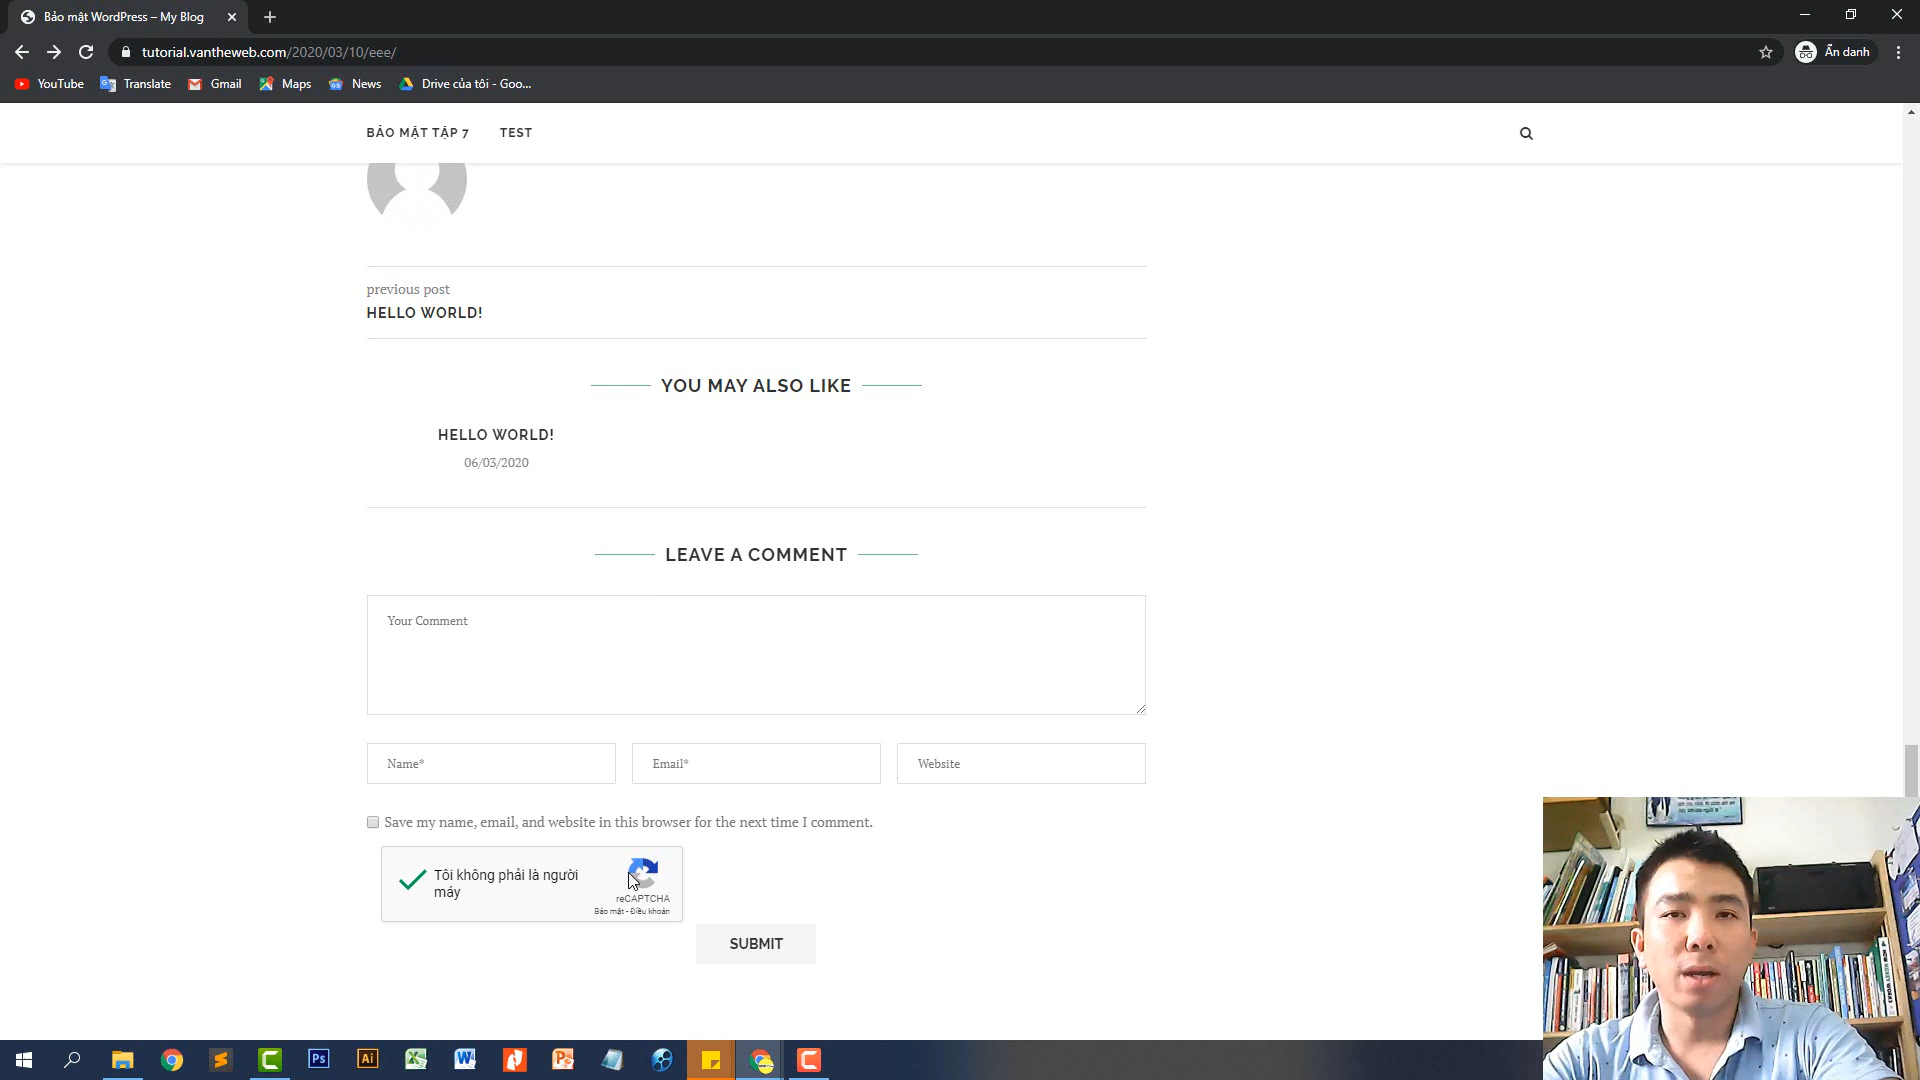 Bảo mật WordPress – My Blog
tutorial.vantheweb.com/2020/03/10/eee/
Ẩn danh
YouTube
Translate
Gmail
Maps
News
Drive của tôi - Goo...
BẢO MẬT TẬP 7
TEST
previous post
HELLO WORLD!
YOU MAY ALSO LIKE
HELLO WORLD!
06/03/2020
LEAVE A COMMENT
Your Comment
Name*
Email*
Website
Save my name, email, and website in this browser for the next time I comment.
Tôi không phải là người
máy
reCAPTCHA
Bảo mật - Điều khoản
SUBMIT